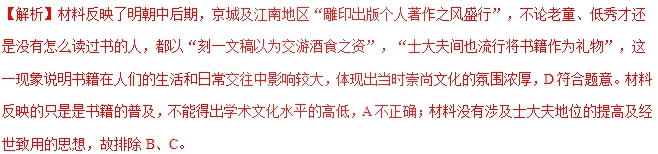 【解析】材料反映了明朝中后期，京城及江南地区“雕印出版个人著作之风盛行”，不论老童、低秀才还
是没有怎么读过书的人，都以“刻一文稿以为交游酒食之资”，“士大夫间也流行将书籍作为礼物”，这
一现象说明书籍在人们的生活和日常交往中影响较大，体现出当时崇尚文化的氛围浓厚，D 符合题意。材料
反映的只是是书籍的普及，不能得出学术文化水平的高低，A 不正确；材料没有涉及士大夫地位的提高及经
世致用的思想，故排除 B、C。